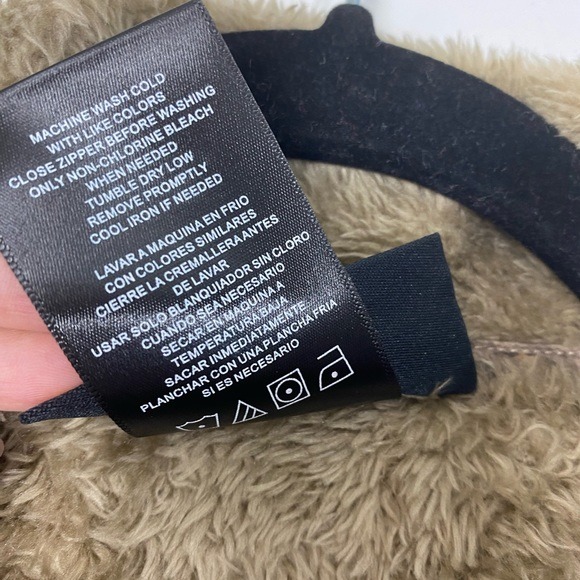 MACHINE WASH COLD
WITH LIKE COLORS
CLOSE ZIPPER BEFORE WASHING
ONLY NON-CHLORINE BLEACH
WHEN NEEDED
TUMBLE DRY LOW
REMOVE PROMPTLY
COOL IRON IF NEEDED
LAVAR A MAQUINA EN FRIO
CON COLORES SIMILARES
CIERRE LA CREMALLERA ANTES
DE LAVAR
USAR SOLO BLANQUIADOR SIN CLORO
CUANDO SEA NECESARIO
SECAR EN MAQUINA A
TEMPERATURA BAJA
SACAR INMEDIATAMENTE
PLANCHAR CON UNA PLANCHA FRIA
SI ES NECESARIO